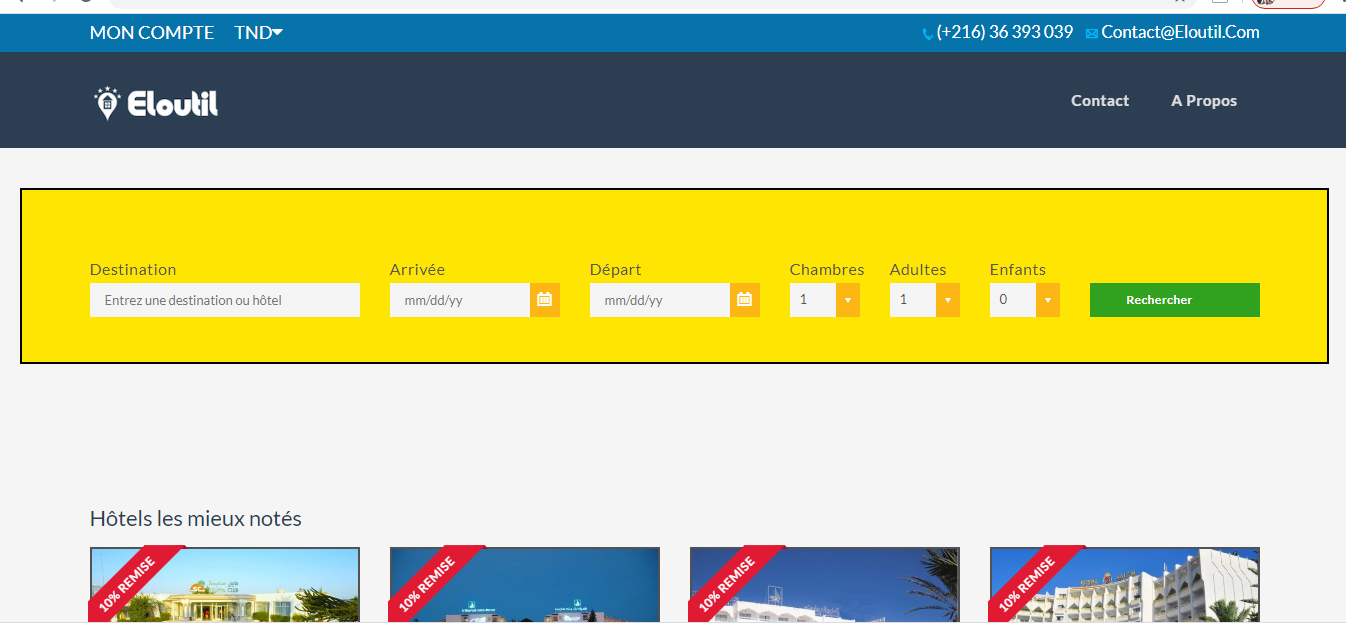 MON COMPTE TND (+216) 36 393 039 Contact@Eloutil.Com
Eloutil Contact A Propos
Destination Arrivée Départ Chambres Adultes Enfants
Entrez une destination ou hôtel mm/dd/yy mm/dd/yy 1 1 0 Rechercher
Hôtels les mieux notés
10% REMISE 10% REMISE 10% REMISE 10% REMISE